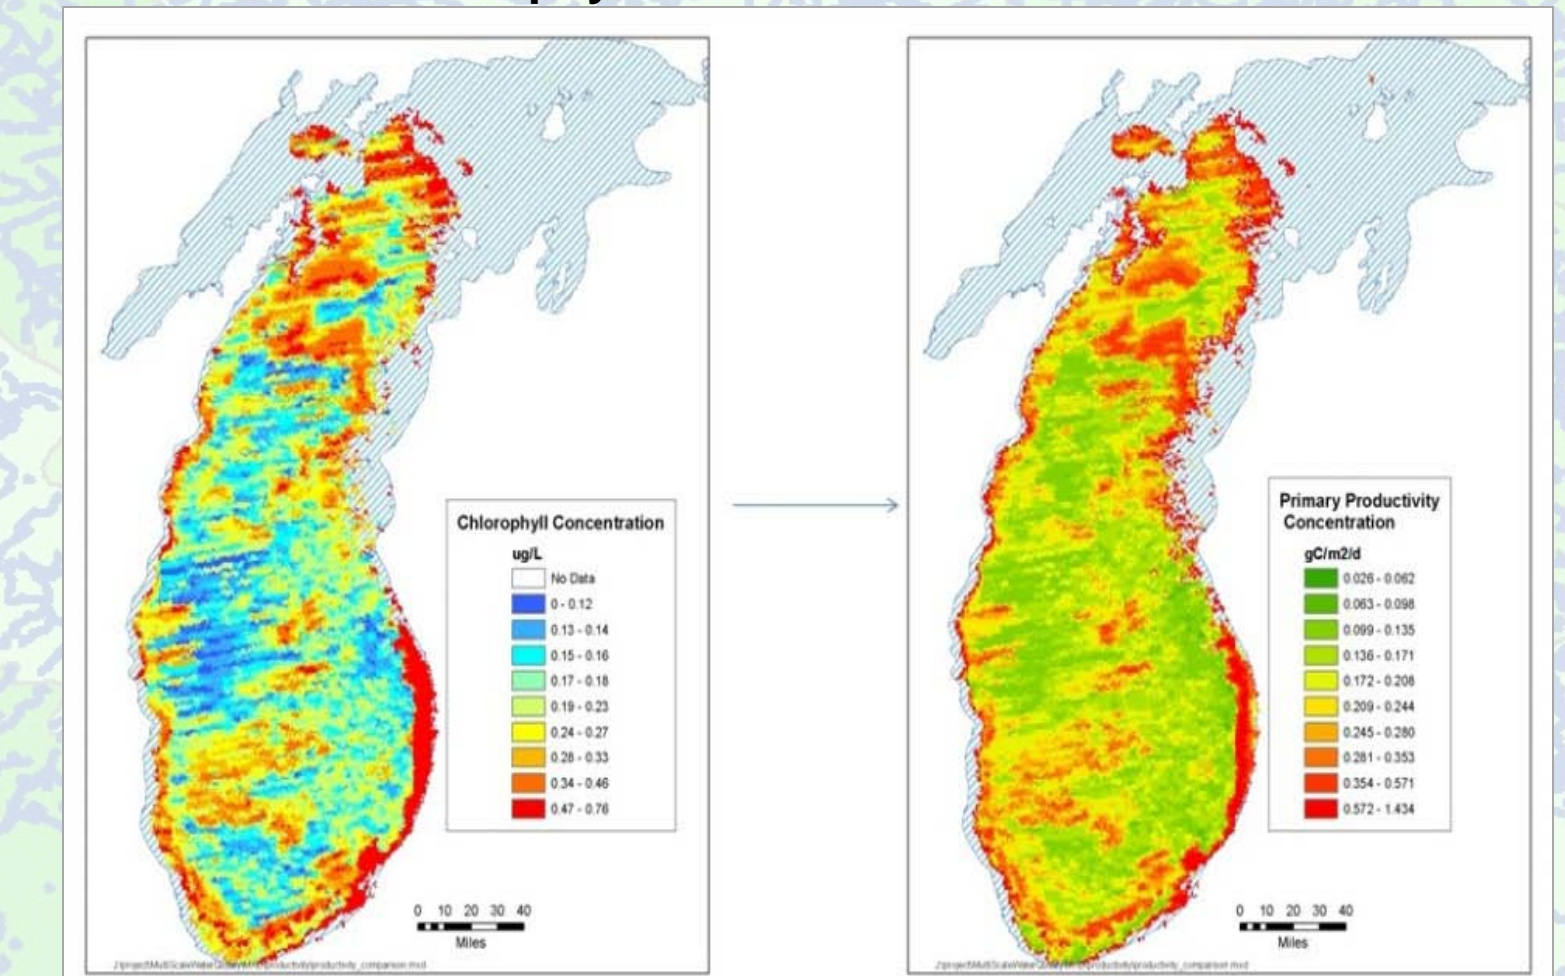 Chlorophyll Concentration
ug/L
No Data
0 - 0.12
0.13 - 0.14
0.15 - 0.16
0.17 - 0.18
0.19 - 0.23
0.24 - 0.27
0.28 - 0.33
0.34 - 0.46
0.47 - 0.76
0 10 20 30 40
Miles
Primary Productivity
Concentration
gC/m2/d
0.026 - 0.062
0.063 - 0.098
0.099 - 0.135
0.136 - 0.171
0.172 - 0.208
0.209 - 0.244
0.245 - 0.280
0.281 - 0.353
0.354 - 0.571
0.572 - 1.434
0 10 20 30 40
Miles